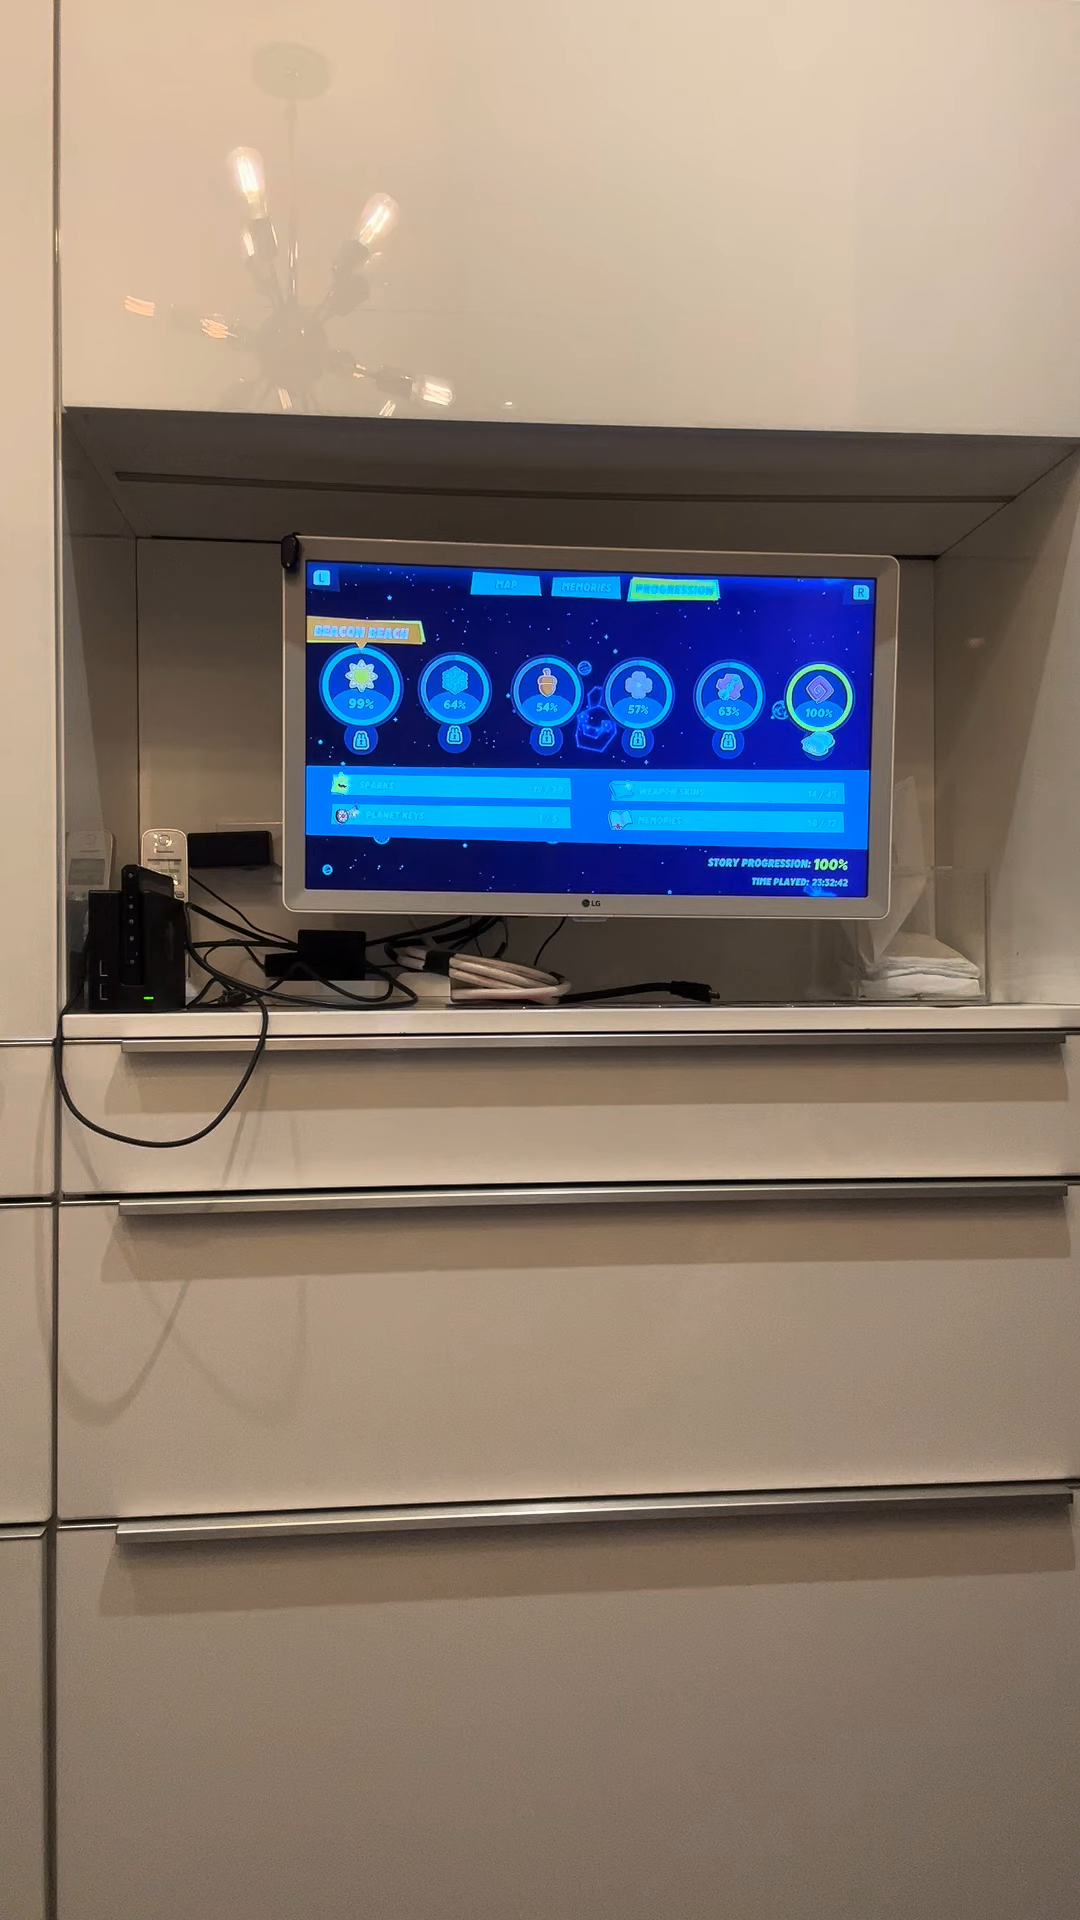 L
MAP
MEMORIES
PROGRESSION
R
BEACON BEACH
99%
64%
54%
57%
63%
100%
SPARKS
WEAPON SKINS
PLANET KEYS
MEMORIES
STORY PROGRESSION: 100%
TIME PLAYED: 23:32:42
LG